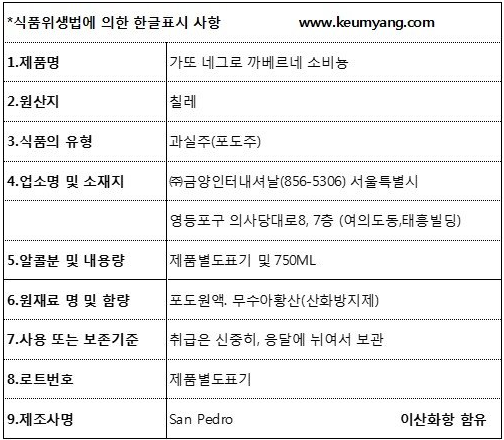 *식품위생법에 의한 한글표시 사항 www.keumyang.com
1.제품명 가또 네그로 까베르네 소비뇽
2.원산지 칠레
3.식품의 유형 과실주(포도주)
4.업소명 및 소재지 ㈜금양인터내셔날(856-5306) 서울특별시
영등포구 의사당대로8, 7층 (여의도동,태흥빌딩)
5.알콜분 및 내용량 제품별도표기 및 750ML
6.원재료 명 및 함량 포도원액. 무수아황산(산화방지제)
7.사용 또는 보존기준 취급은 신중히, 응달에 뉘여서 보관
8.로트번호 제품별도표기
9.제조사명 San Pedro 이산화항 함유